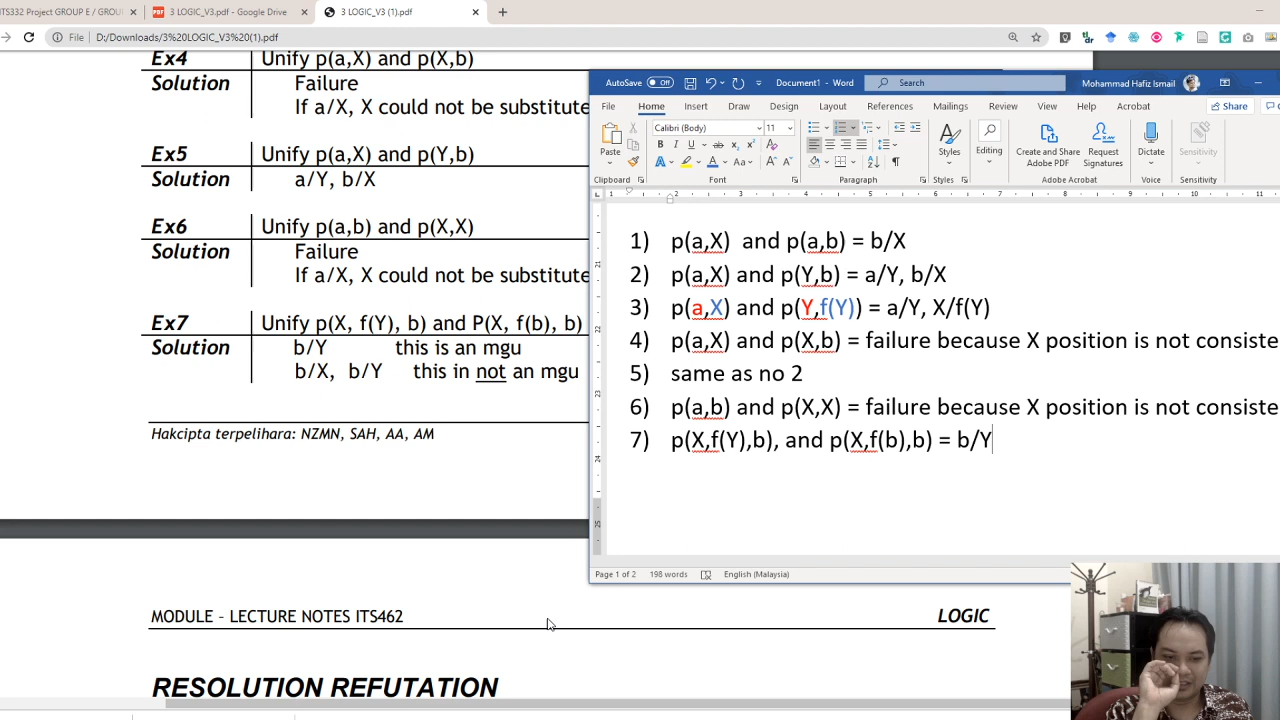 ITS332 Project GROUP E / GROUP
3 LOGIC_V3.pdf - Google Drive
3 LOGIC_V3 (1).pdf
File
D:/Downloads/3%20LOGIC_V3%20(1).pdf
Ex4 Unify p(a,X) and p(X,b)
Solution Failure
If a/X, X could not be substitute
Ex5 Unify p(a,X) and p(Y,b)
Solution a/Y, b/X
Ex6 Unify p(a,b) and p(X,X)
Solution Failure
If a/X, X could not be substitute
Ex7 Unify p(X, f(Y), b) and P(X, f(b), b)
Solution b/Y this is an mgu
b/X, b/Y this in not an mgu
Hakcipta terpelihara: NZMN, SAH, AA, AM
MODULE – LECTURE NOTES ITS462 LOGIC
RESOLUTION REFUTATION
AutoSave Off Document1 - Word Search Mohammad Hafiz Ismail
File Home Insert Draw Design Layout References Mailings Review View Help Acrobat Share
Calibri (Body) 11
Paste
Styles
Editing
Create and Share Adobe PDF
Request Signatures
Dictate
Sensitivity
Clipboard Font Paragraph Styles Adobe Acrobat Voice Sensitivity
1) p(a,X) and p(a,b) = b/X
2) p(a,X) and p(Y,b) = a/Y, b/X
3) p(a,X) and p(Y,f(Y)) = a/Y, X/f(Y)
4) p(a,X) and p(X,b) = failure because X position is not consiste
5) same as no 2
6) p(a,b) and p(X,X) = failure because X position is not consiste
7) p(X,f(Y),b), and p(X,f(b),b) = b/Y
Page 1 of 2 198 words English (Malaysia)